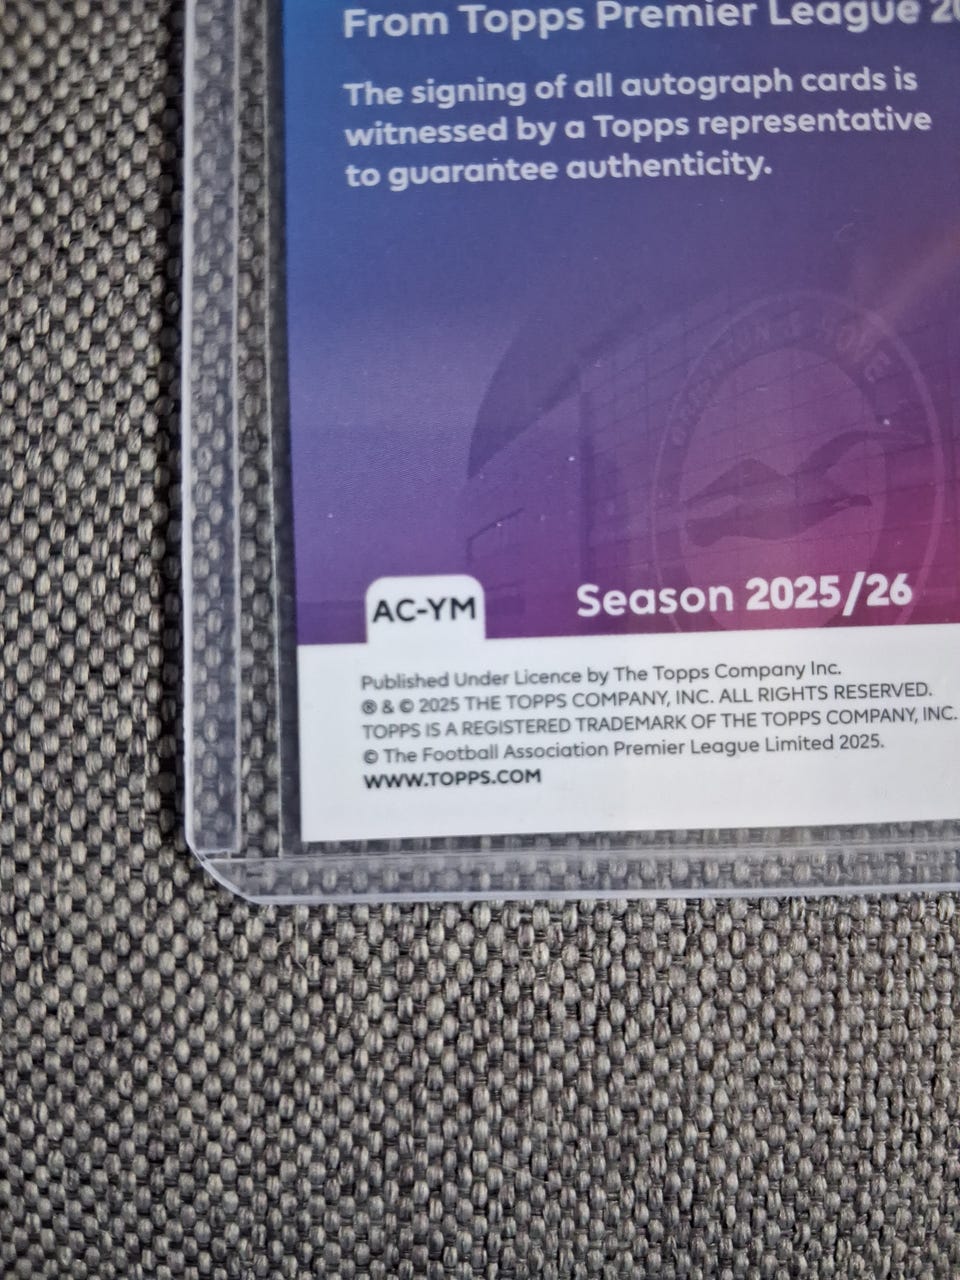 From Topps Premier League
The signing of all autograph cards is
witnessed by a Topps representative
to guarantee authenticity.
& HOVE
AC-YM
Season 2025/26
Published Under Licence by The Topps Company Inc.
® & © 2025 THE TOPPS COMPANY, INC. ALL RIGHTS RESERVED.
TOPPS IS A REGISTERED TRADEMARK OF THE TOPPS COMPANY, INC.
© The Football Association Premier League Limited 2025.
WWW.TOPPS.COM